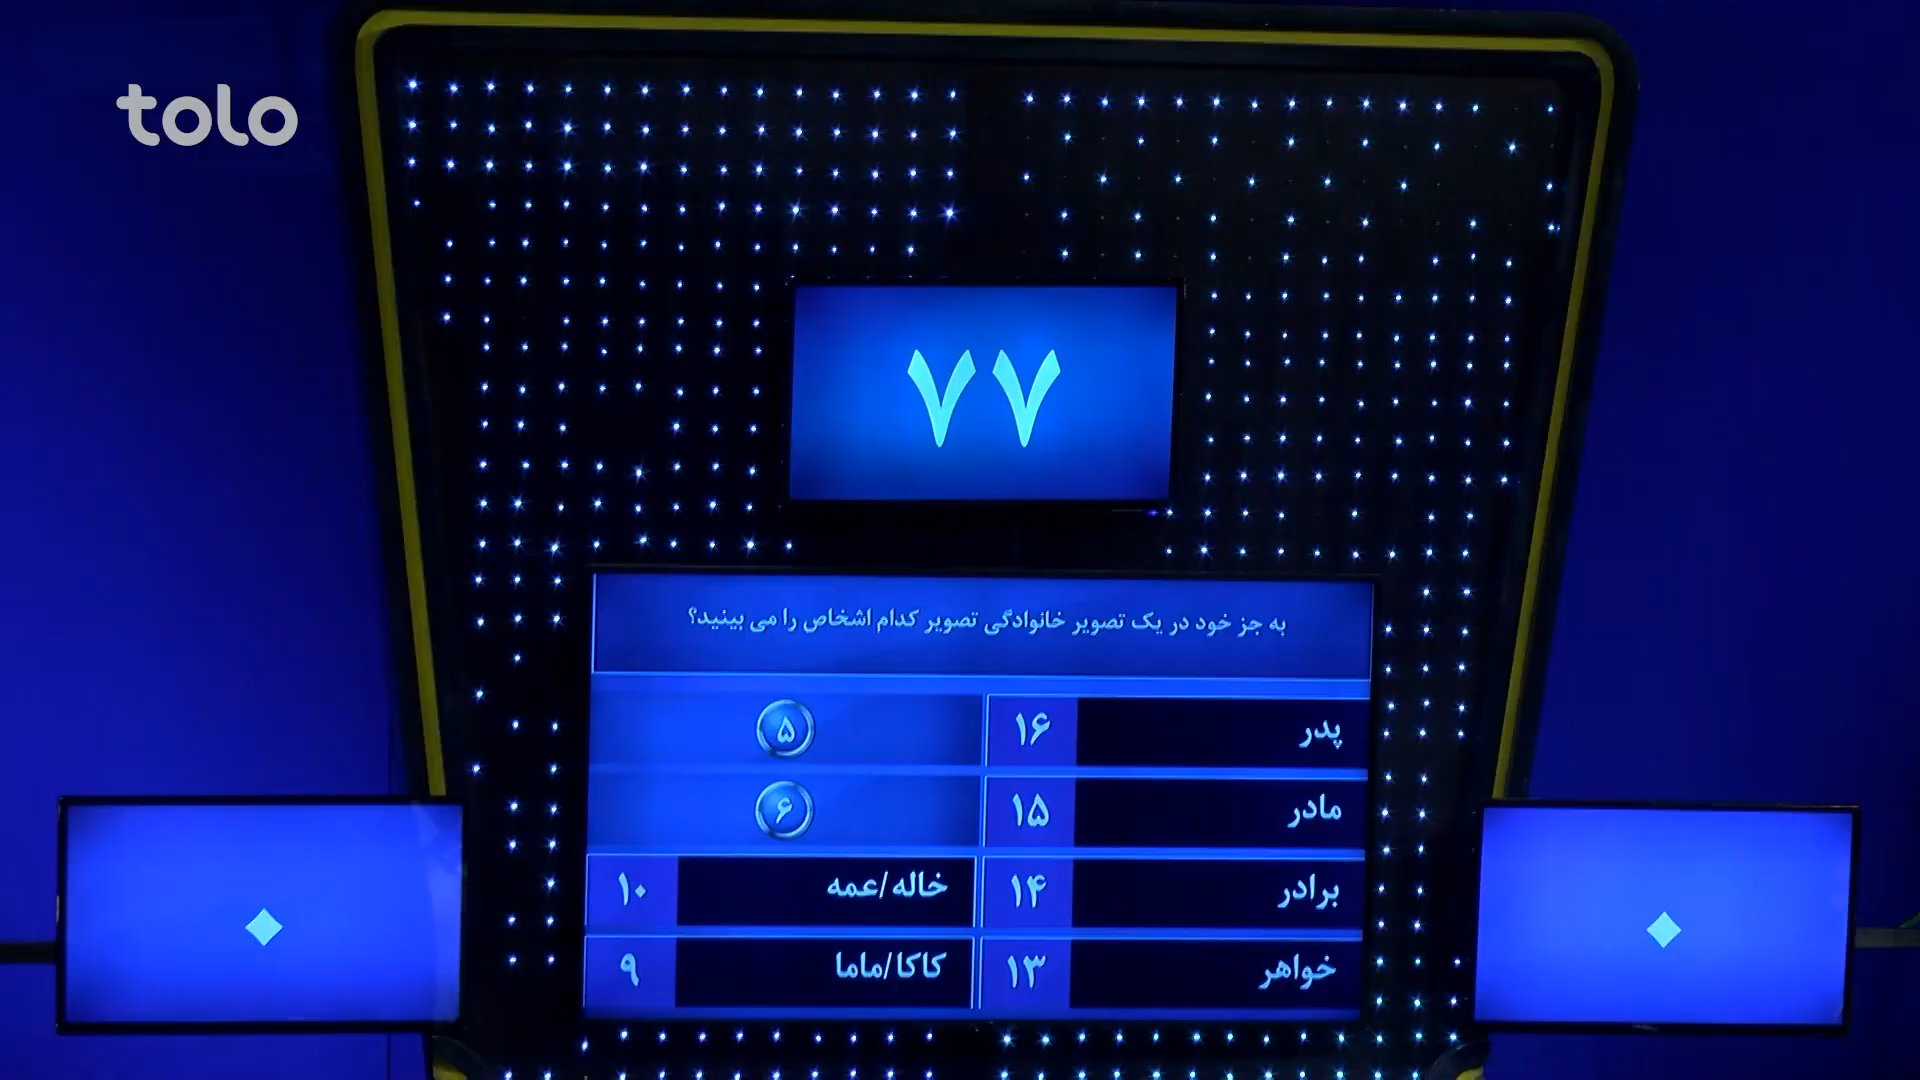 tolo
۷۷
به جز خود در یک تصویر خانوادگی تصویر کدام اشخاص را می بینید؟
پدر ۱۶
۵
مادر ۱۵
۶
برادر ۱۴
خاله/عمه ۱۰
خواهر ۱۳
کاکا/ماما ۹